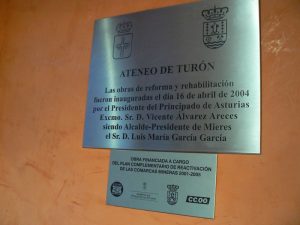 ATENEO DE TURÓN
Las obras de reforma y rehabilitación
fueron inauguradas el día 16 de abril de 2004
por el Presidente del Principado de Asturias
Excmo. Sr. D. Vicente Álvarez Areces
siendo Alcalde-Presidente de Mieres
el Sr. D. Luis María García García
OBRA FINANCIADA A CARGO
DEL PLAN COMPLEMENTARIO DE REACTIVACIÓN
DE LAS COMARCAS MINERAS 2001-2005
CCOO